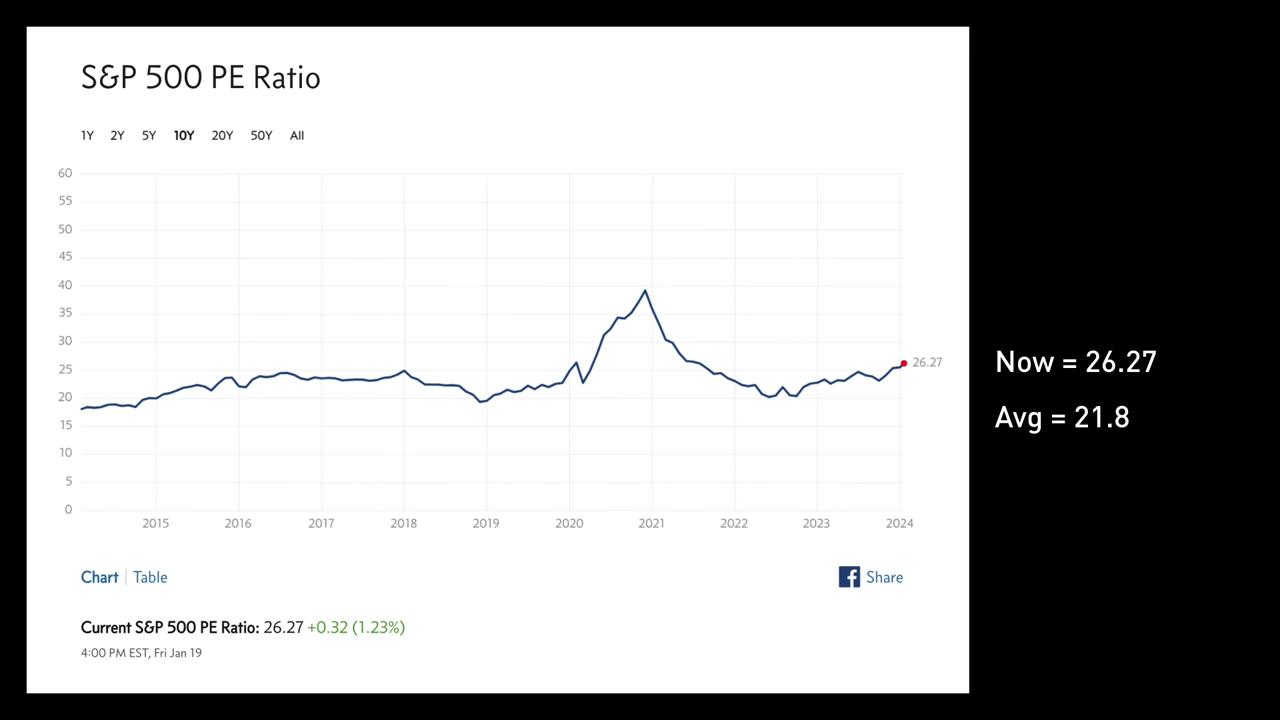 S&P 500 PE Ratio
1Y 2Y 5Y 10Y 20Y 50Y All
60
55
50
45
40
35
30
25
20
15
10
5
0
26.27
2015 2016 2017 2018 2019 2020 2021 2022 2023 2024
Chart | Table
Share
Current S&P 500 PE Ratio: 26.27 +0.32 (1.23%)
4:00 PM EST, Fri Jan 19
Now = 26.27
Avg = 21.8